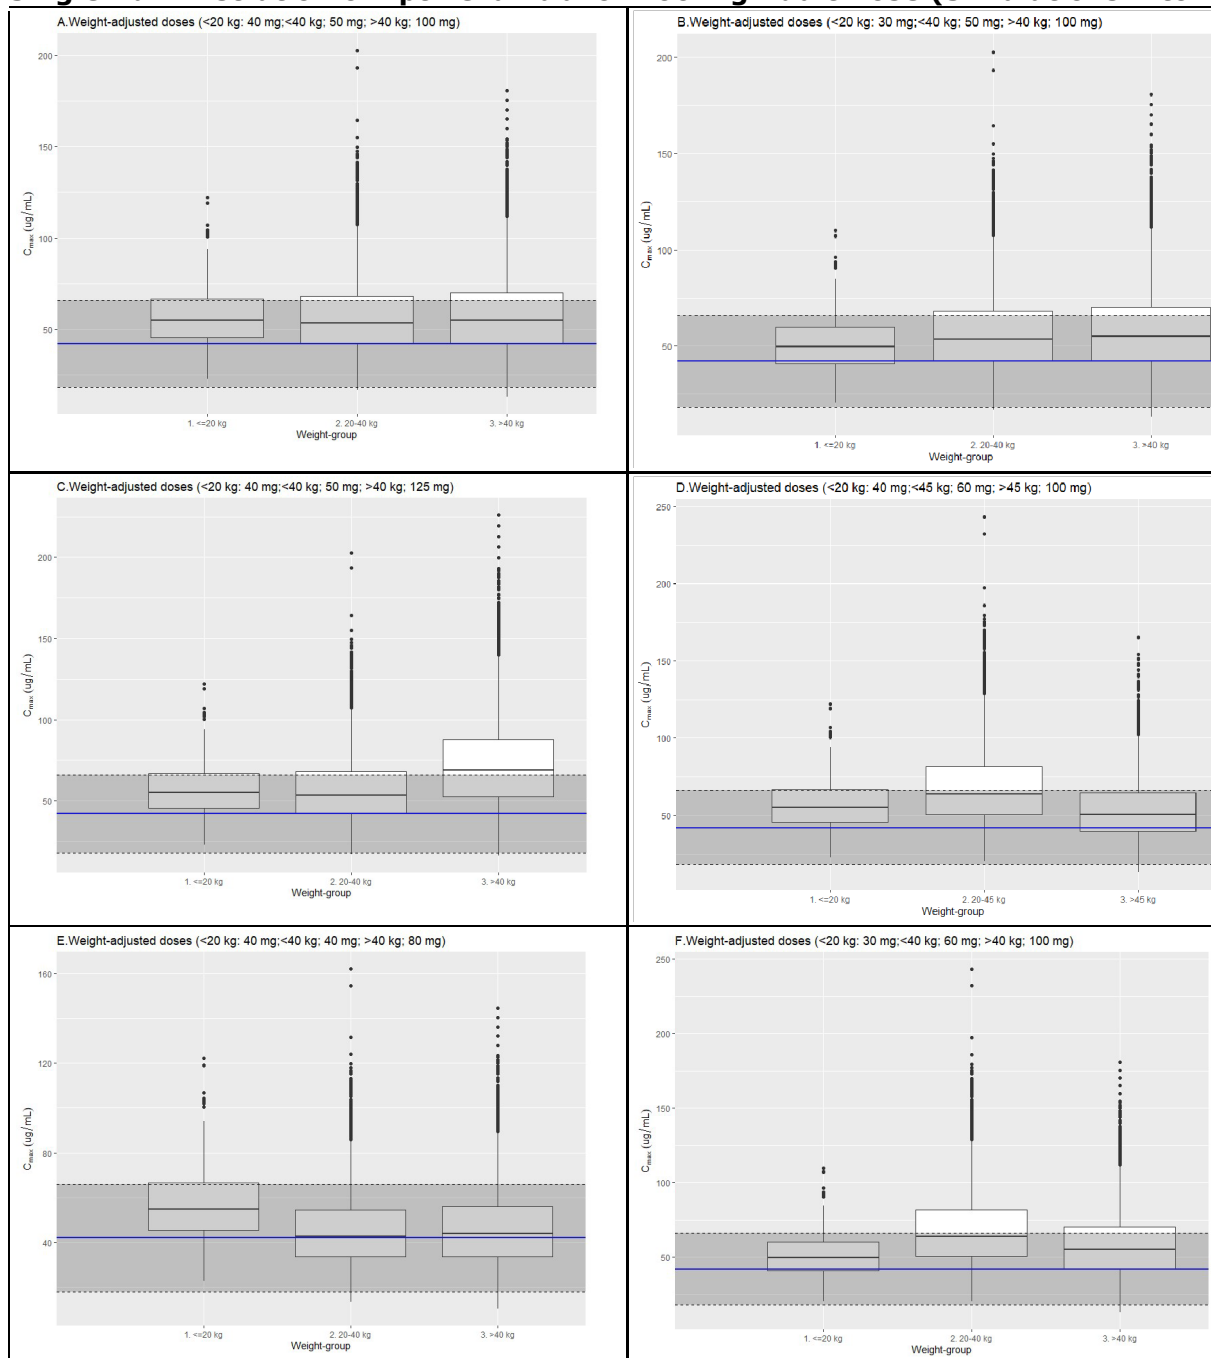 A.Weight-adjusted doses (<20 kg: 40 mg;<40 kg; 50 mg; >40 kg, 100 mg)
200
150
100
50
Cmax (ug/mL)
1. <=20 kg
2. 20-40 kg
3. >40 kg
Weight-group
B.Weight-adjusted doses (<20 kg: 30 mg;<40 kg; 50 mg; >40 kg; 100 mg)
200
150
100
50
Cmax (ug/mL)
1. <=20 kg
2. 20-40 kg
3. >40 kg
Weight-group
C.Weight-adjusted doses (<20 kg: 40 mg;<40 kg; 50 mg; >40 kg, 125 mg)
200
150
100
50
Cmax (ug/mL)
1. <=20 kg
2. 20-40 kg
3. >40 kg
Weight-group
D.Weight-adjusted doses (<20 kg: 40 mg;<45 kg; 60 mg; >45 kg, 100 mg)
250
200
150
100
50
Cmax (ug/mL)
1. <=20 kg
2. 20-45 kg
3. >45 kg
Weight-group
E.Weight-adjusted doses (<20 kg: 40 mg;<40 kg; 40 mg; >40 kg, 80 mg)
160
120
80
40
Cmax (ug/mL)
1. <=20 kg
2. 20-40 kg
3. >40 kg
Weight-group
F.Weight-adjusted doses (<20 kg: 30 mg;<40 kg; 60 mg; >40 kg; 100 mg)
250
200
150
100
50
Cmax (ug/mL)
1. <=20 kg
2. 20-40 kg
3. >40 kg
Weight-group